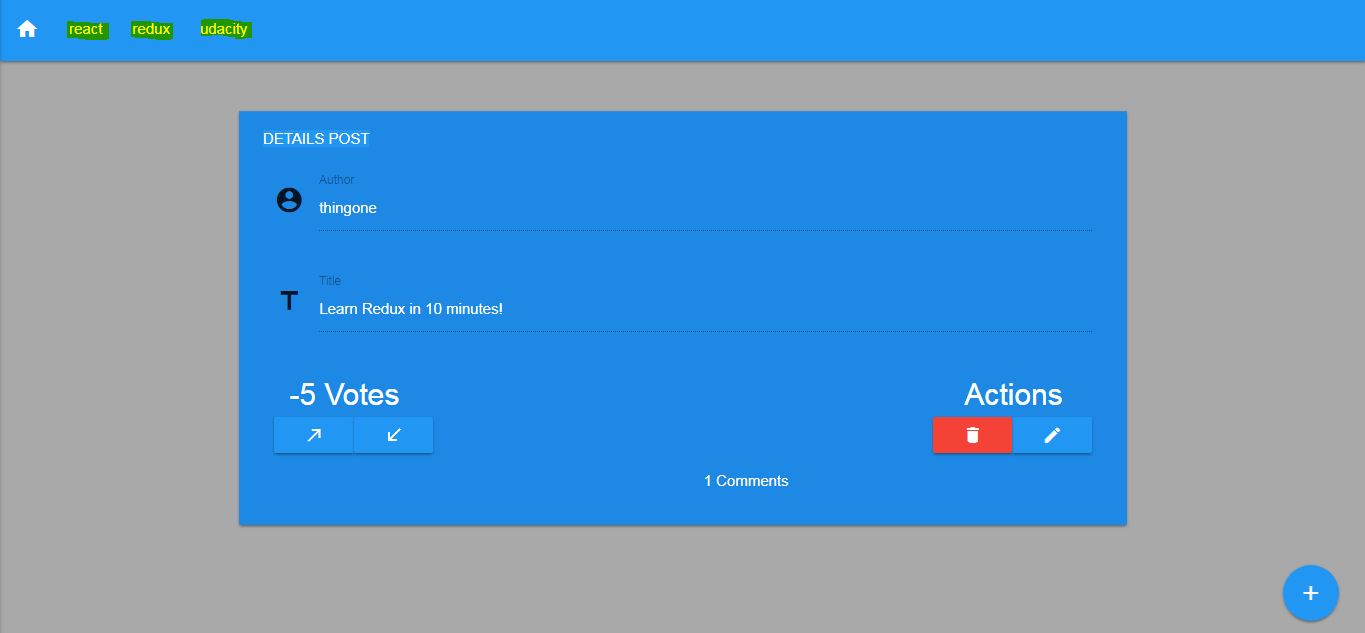 react redux udacity
DETAILS POST
Author
thingone
Title
Learn Redux in 10 minutes!
-5 Votes
Actions
1 Comments